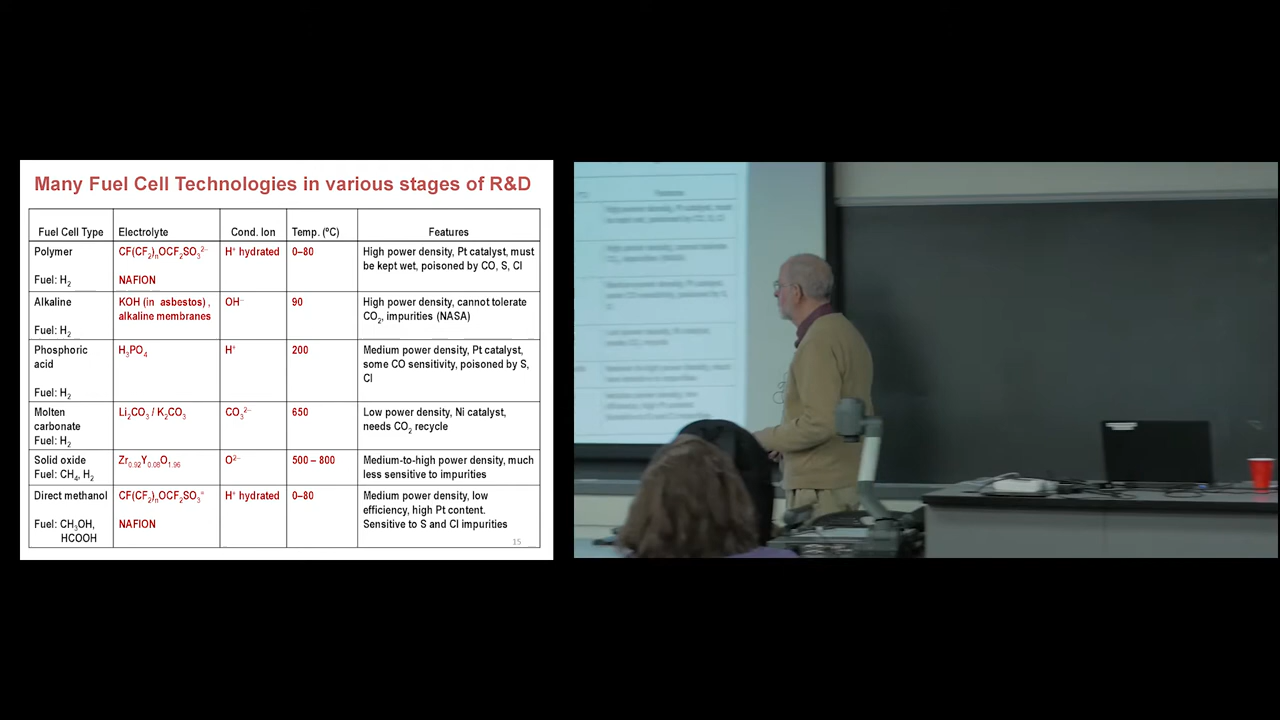 Many Fuel Cell Technologies in various stages of R&D
Fuel Cell Type Electrolyte Cond. Ion Temp. (°C) Features
Polymer CF(CF₂)ₙOCF₂SO₃²⁻ H⁺ hydrated 0–80 High power density, Pt catalyst, must
be kept wet, poisoned by CO, S, Cl
Fuel: H₂ NAFION
Alkaline KOH (in asbestos) , OH⁻ 90 High power density, cannot tolerate
alkaline membranes CO₂, impurities (NASA)
Fuel: H₂
Phosphoric H₃PO₄ H⁺ 200 Medium power density, Pt catalyst,
acid some CO sensitivity, poisoned by S,
Cl
Fuel: H₂
Molten Li₂CO₃ / K₂CO₃ CO₃²⁻ 650 Low power density, Ni catalyst,
carbonate needs CO₂ recycle
Fuel: H₂
Solid oxide Zr₀.₉₂Y₀.₀₈O₁.₉₆ O²⁻ 500 – 800 Medium-to-high power density, much
Fuel: CH₄, H₂ less sensitive to impurities
Direct methanol CF(CF₂)ₙOCF₂SO₃⁼ H⁺ hydrated 0–80 Medium power density, low
efficiency, high Pt content.
Fuel: CH₃OH, NAFION Sensitive to S and Cl impurities
HCOOH
15